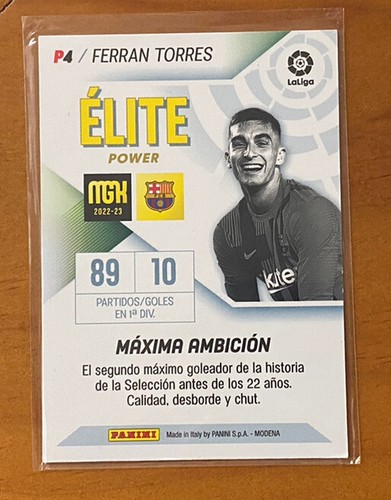 P4 / FERRAN TORRES
LaLiga
ÉLITE
POWER
MGK
2022-23
FCB
89 10
PARTIDOS/GOLES
EN 1ª DIV.
kute
MÁXIMA AMBICIÓN
El segundo máximo goleador de la historia
de la Selección antes de los 22 años.
Calidad, desborde y chut.
PANINI Made in Italy by PANINI S.p.A. - MODENA